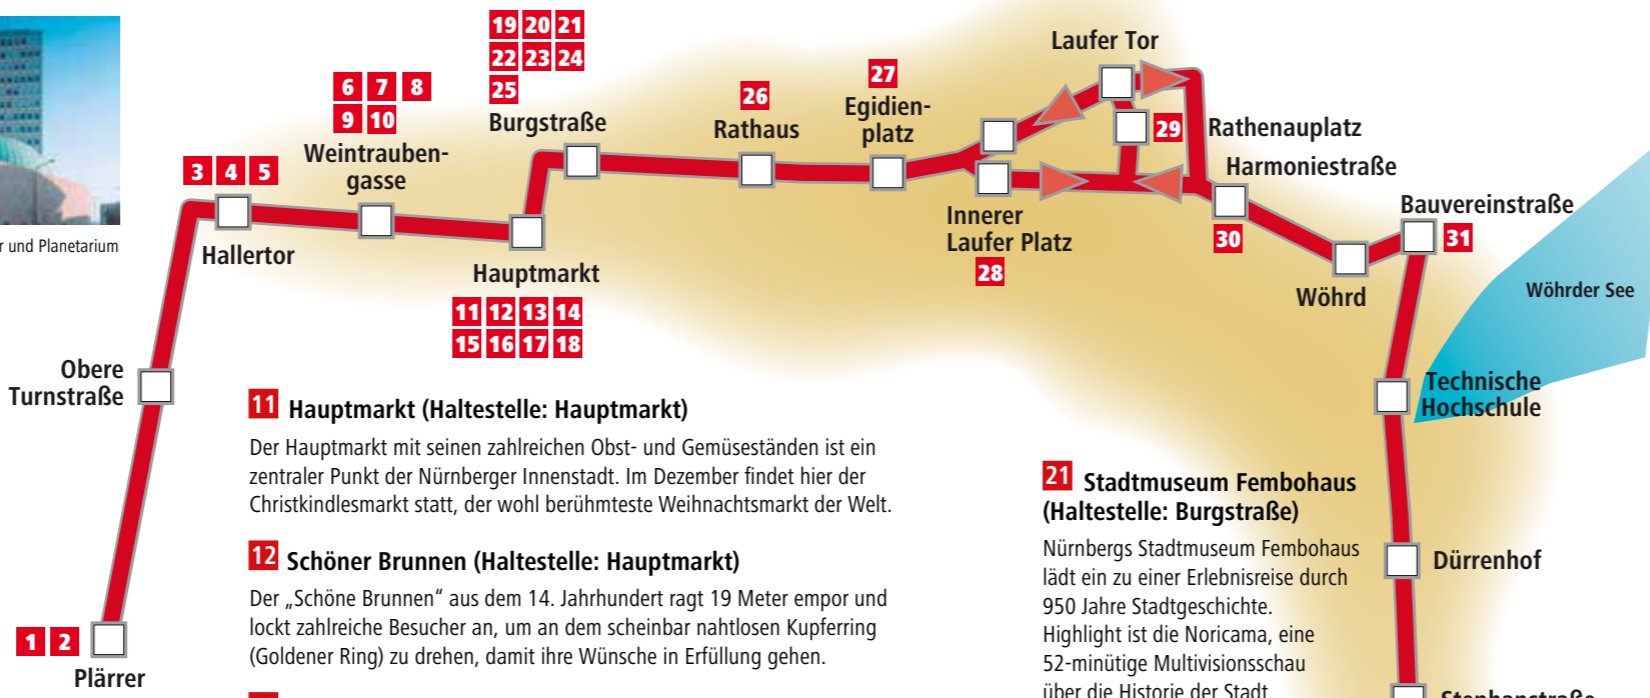 19 20 21
22 23 24
25
Burgstraße
6 7 8
9 10
Weintrauben-
gasse
3 4 5
Hallertor
r und Planetarium
26
Rathaus
27
Egidien-
platz
Laufer Tor
29
Rathenauplatz
Harmoniestraße
30
Innerer
Laufer Platz
28
Bauvereinstraße
31
Wöhrd
Wöhrder See
Hauptmarkt
11 12 13 14
15 16 17 18
Obere
Turnstraße
Technische
Hochschule
Dürrenhof
Stephanstraße
1 2
Plärrer
11 Hauptmarkt (Haltestelle: Hauptmarkt)
Der Hauptmarkt mit seinen zahlreichen Obst- und Gemüseständen ist ein
zentraler Punkt der Nürnberger Innenstadt. Im Dezember findet hier der
Christkindlesmarkt statt, der wohl berühmteste Weihnachtsmarkt der Welt.
12 Schöner Brunnen (Haltestelle: Hauptmarkt)
Der „Schöne Brunnen“ aus dem 14. Jahrhundert ragt 19 Meter empor und
lockt zahlreiche Besucher an, um an dem scheinbar nahtlosen Kupferring
(Goldener Ring) zu drehen, damit ihre Wünsche in Erfüllung gehen.
21 Stadtmuseum Fembohaus
(Haltestelle: Burgstraße)
Nürnbergs Stadtmuseum Fembohaus
lädt ein zu einer Erlebnisreise durch
950 Jahre Stadtgeschichte.
Highlight ist die Noricama, eine
52-minütige Multivisionsschau
über die Historie der Stadt.